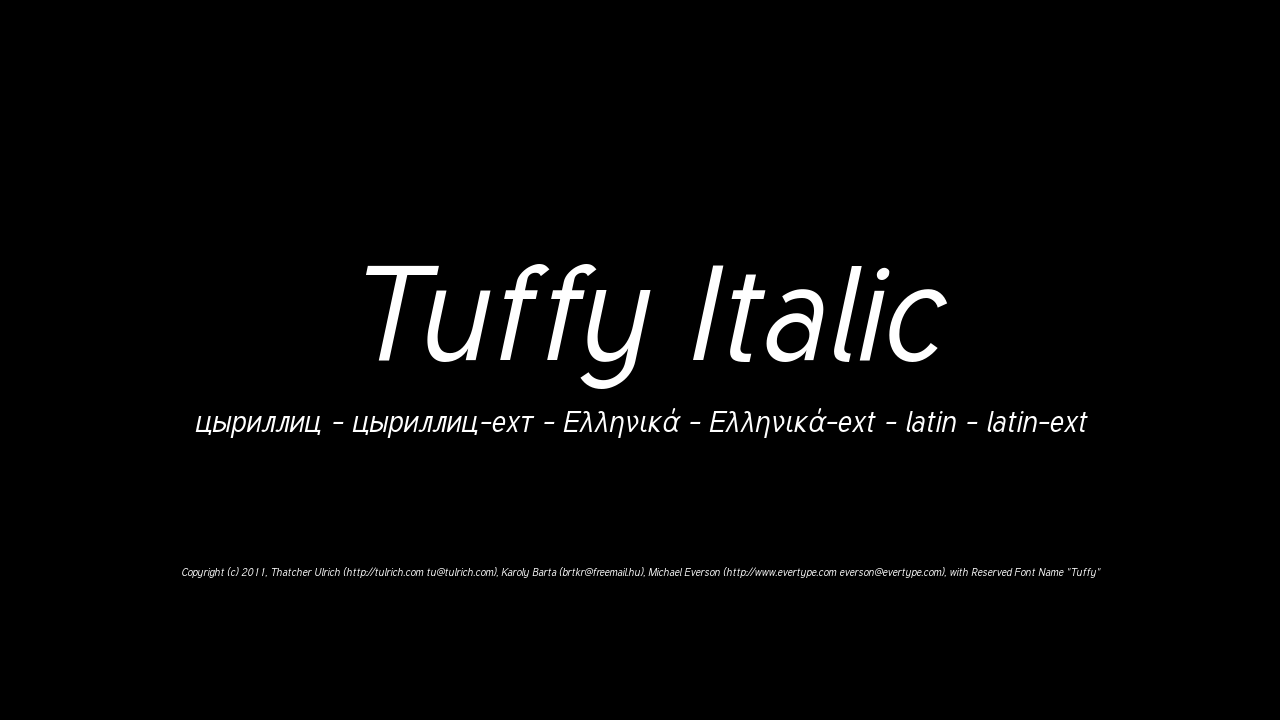 Tuffy Italic
цыриллиц - цыриллиц-ехт - Ελληνικά - Ελληνικά-ext - latin - latin-ext
Copyright (c) 2011, Thatcher Ulrich (http://tulrich.com tu@tulrich.com), Karoly Barta (brtkr@freemail.hu), Michael Everson (http://www.evertype.com everson@evertype.com), with Reserved Font Name "Tuffy"